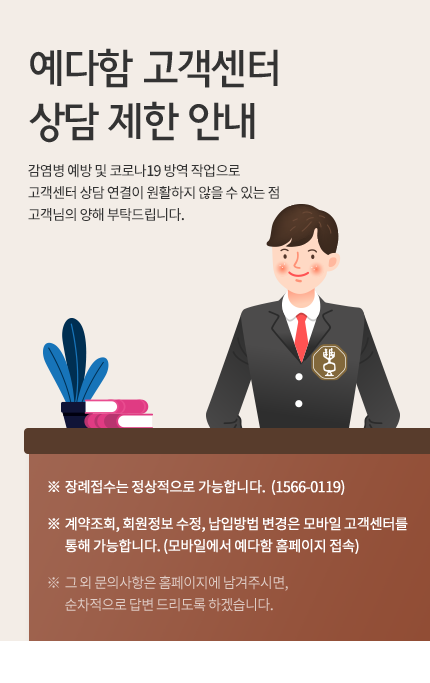 예다함 고객센터
상담 제한 안내
감염병 예방 및 코로나19 방역 작업으로
고객센터 상담 연결이 원활하지 않을 수 있는 점
고객님의 양해 부탁드립니다.
※ 장례접수는 정상적으로 가능합니다. (1566-0119)
※ 계약조회, 회원정보 수정, 납입방법 변경은 모바일 고객센터를
통해 가능합니다. (모바일에서 예다함 홈페이지 접속)
※ 그 외 문의사항은 홈페이지에 남겨주시면,
순차적으로 답변 드리도록 하겠습니다.